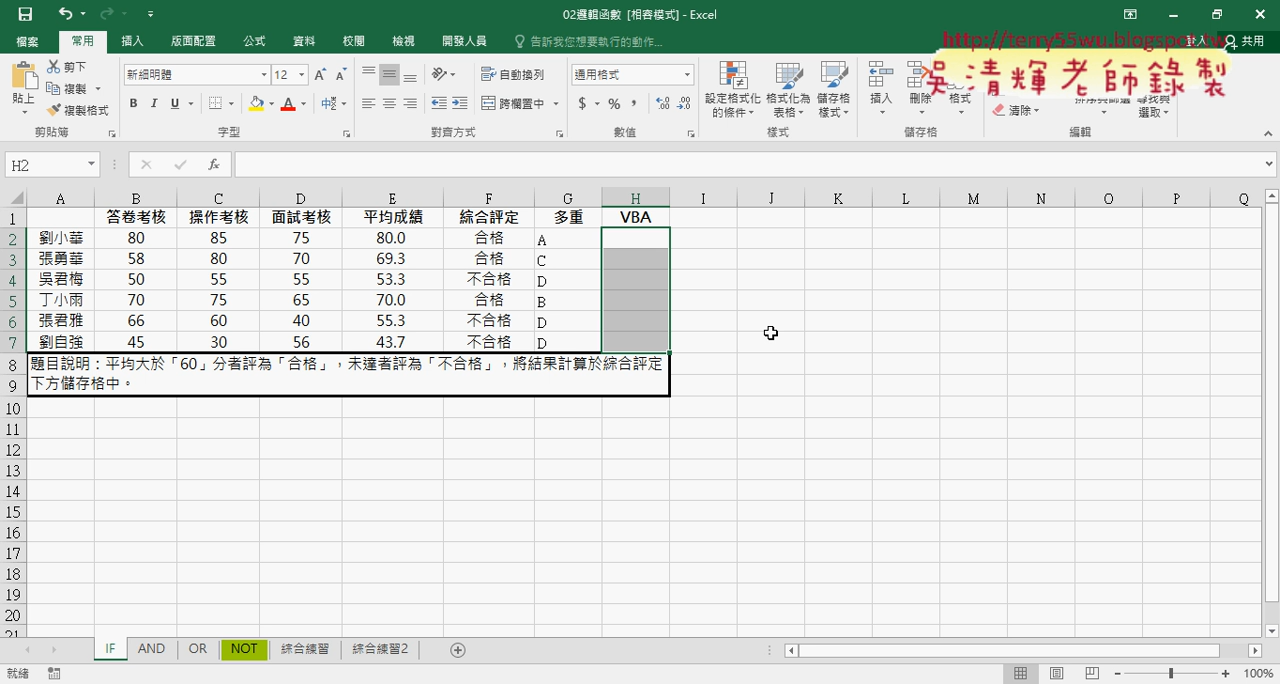 02邏輯函數 [相容模式] - Excel
檔案 常用 插入 版面配置 公式 資料 校閱 檢視 開發人員 告訴我您想要執行的動作... 登入 共用
http://terry55wu.blogspot.tw
吳清輝老師錄製
貼上 剪下 複製 複製格式 剪貼簿
新細明體 12 B I U A 中 字型
自動換列 跨欄置中 對齊方式
通用格式 $ % , 數值
設定格式化的條件 格式化為表格 儲存格樣式 樣式
插入 刪除 格式 儲存格
清除 排序與篩選 尋找與選取 編輯
H2 fx
A B C D E F G H I J K L M N O P Q
1 答卷考核 操作考核 面試考核 平均成績 綜合評定 多重 VBA
2 劉小華 80 85 75 80.0 合格 A
3 張勇華 58 80 70 69.3 合格 C
4 吳君梅 50 55 55 53.3 不合格 D
5 丁小雨 70 75 65 70.0 合格 B
6 張君雅 66 60 40 55.3 不合格 D
7 劉自強 45 30 56 43.7 不合格 D
8 題目說明：平均大於「60」分者評為「合格」，未達者評為「不合格」，將結果計算於綜合評定
9 下方儲存格中。
10
11
12
13
14
15
16
17
18
19
20
21
IF AND OR NOT 綜合練習 綜合練習2
就緒 100%